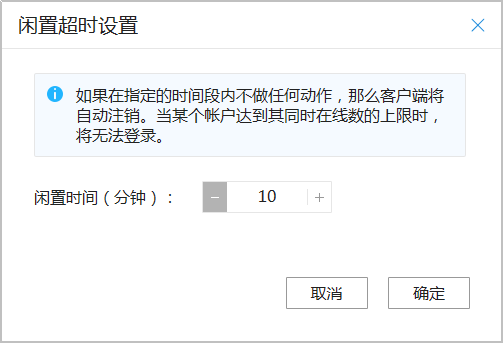 闲置超时设置
如果在指定的时间段内不做任何动作，那么客户端将
自动注销。当某个帐户达到其同时在线数的上限时，
将无法登录。
闲置时间（分钟）： － 10 +
取消 确定